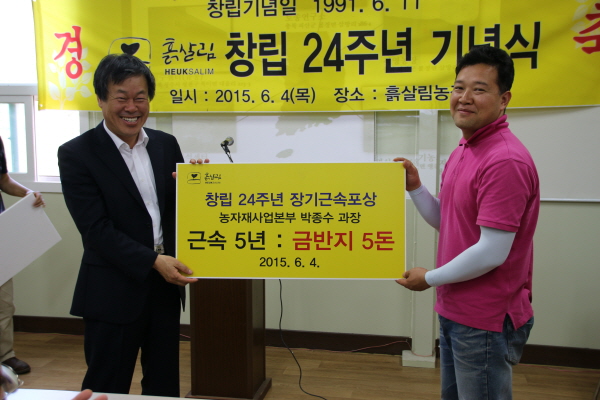 창립기념일 1991. 6. 11
경 흙살림 HEUKSALIM 창립 24주년 기념식 축
일시 : 2015. 6. 4(목) 장소 : 흙살림농
흙살림
창립 24주년 장기근속포상
농자재사업본부 박종수 과장
근속 5년 : 금반지 5돈
2015. 6. 4.